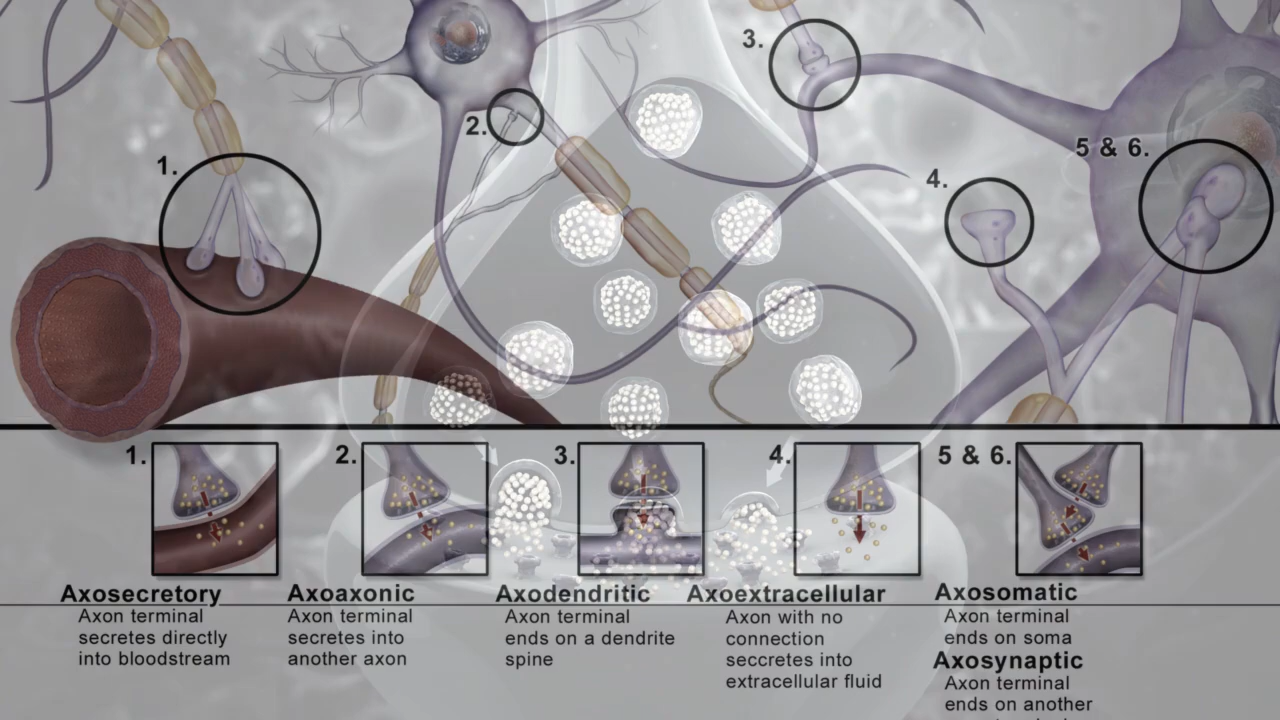 1.
2.
3.
4.
5 & 6.
1.
2.
3.
4.
5 & 6.
Axosecretory
Axon terminal
secretes directly
into bloodstream
Axoaxonic
Axon terminal
secretes into
another axon
Axodendritic
Axon terminal
ends on a dendrite
spine
Axoextracellular
Axon with no
connection
seccretes into
extracellular fluid
Axosomatic
Axon terminal
ends on soma
Axosynaptic
Axon terminal
ends on another